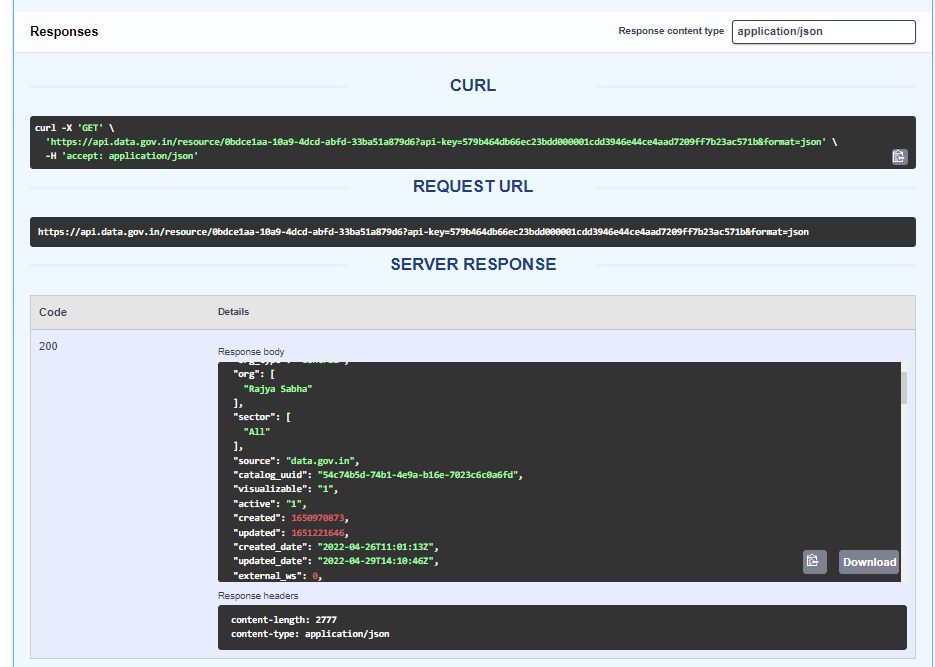 Responses
Response content type
application/json
CURL
curl -X 'GET' \
'https://api.data.gov.in/resource/0bdce1aa-10a9-4dcd-abfd-33ba51a879d6?api-key=579b464db66ec23bdd000001cdd3946e44ce4aad7209ff7b23ac571b&format=json' \
-H 'accept: application/json'
REQUEST URL
https://api.data.gov.in/resource/0bdce1aa-10a9-4dcd-abfd-33ba51a879d6?api-key=579b464db66ec23bdd000001cdd3946e44ce4aad7209ff7b23ac571b&format=json
SERVER RESPONSE
Code
Details
200
Response body
"org": [
"Rajya Sabha"
],
"sector": [
"All"
],
"source": "data.gov.in",
"catalog_uuid": "54c74b5d-74b1-4e9a-b16e-7023c6c0a6fd",
"visualizable": "1",
"active": "1",
"created": 1650970873,
"updated": 1651221646,
"created_date": "2022-04-26T11:01:13Z",
"updated_date": "2022-04-29T14:10:46Z",
"external_ws": 0,
Download
Response headers
content-length: 2777
content-type: application/json